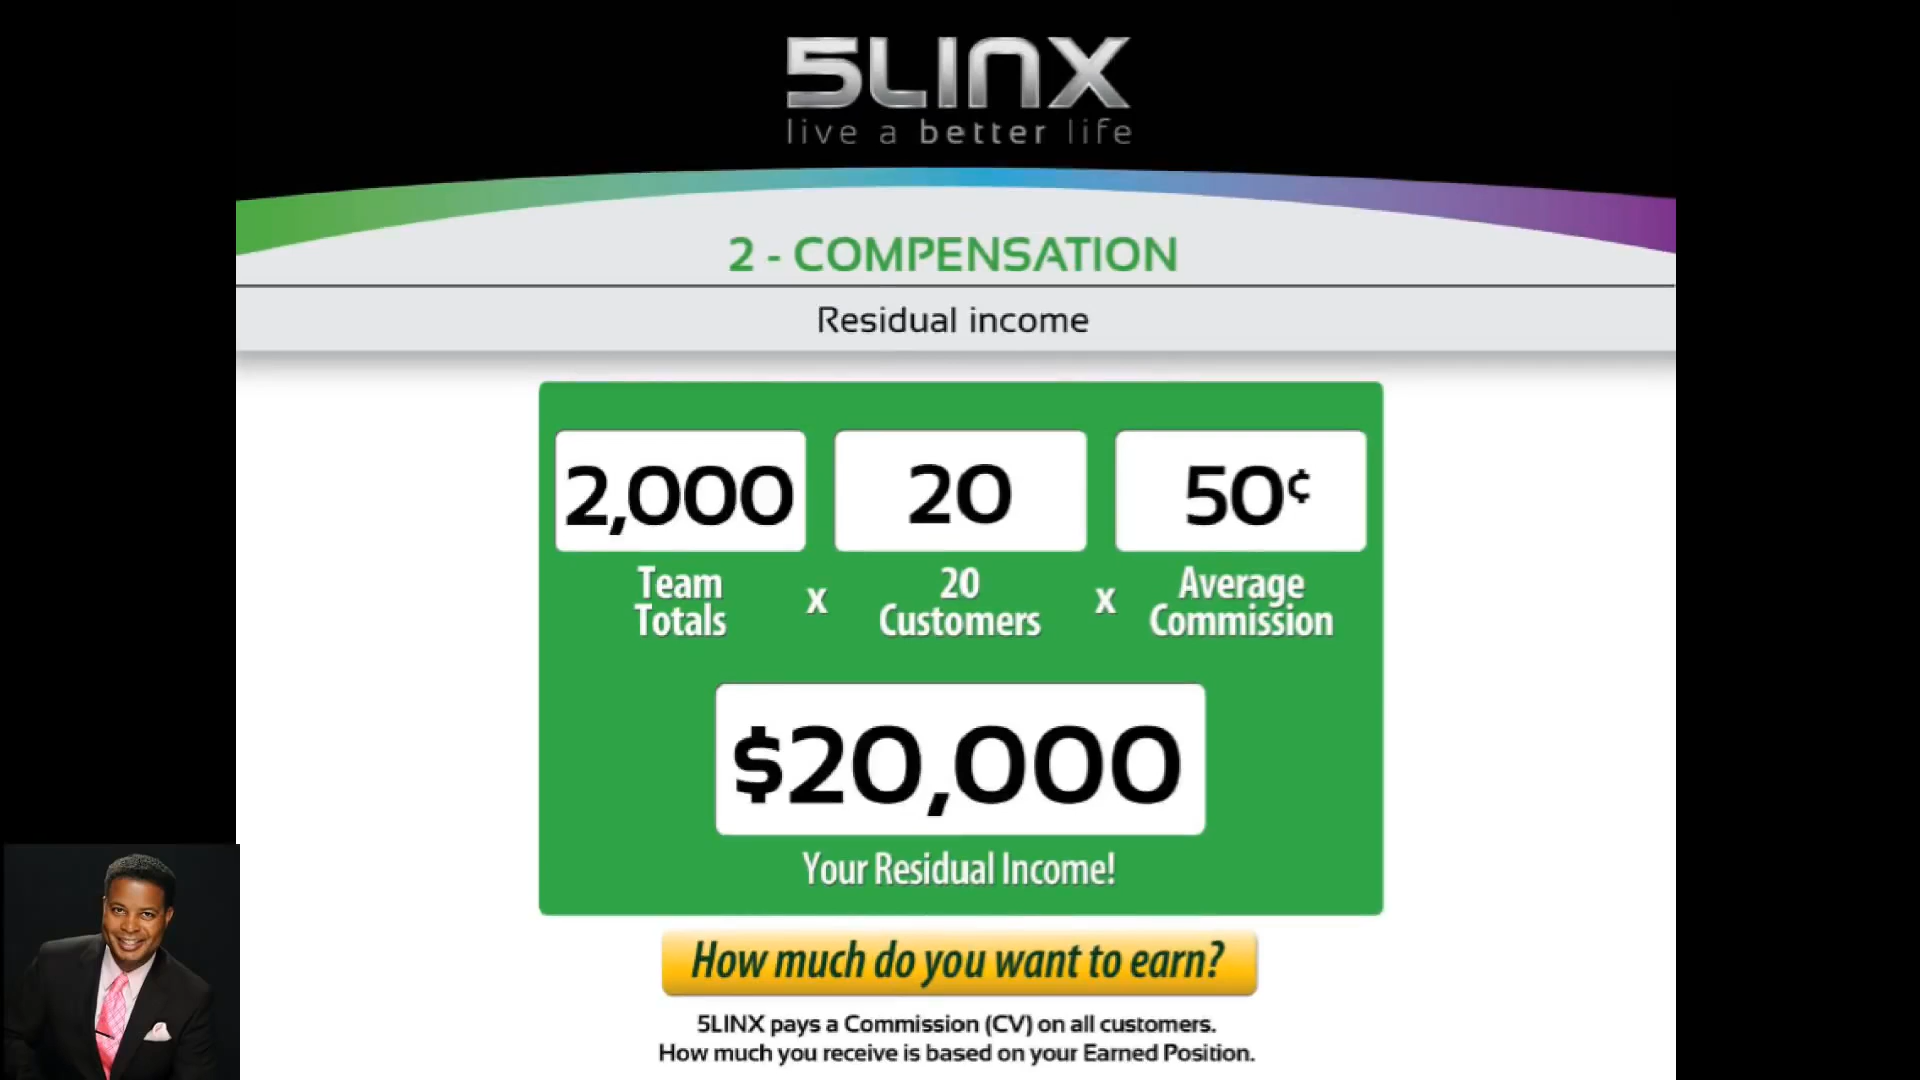 5LINX
live a better life
2 - COMPENSATION
Residual income
2,000 20 50¢
Team Totals x 20 Customers x Average Commission
$20,000
Your Residual Income!
How much do you want to earn?
5LINX pays a Commission (CV) on all customers.
How much you receive is based on your Earned Position.